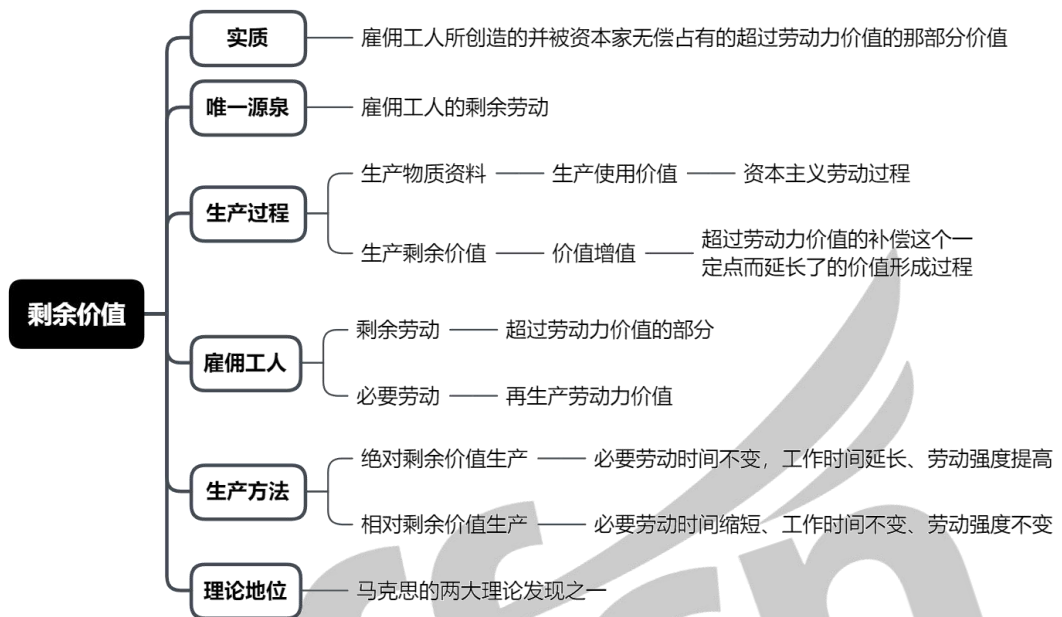 剩余价值
实质
雇佣工人所创造的并被资本家无偿占有的超过劳动力价值的那部分价值
唯一源泉
雇佣工人的剩余劳动
生产过程
生产物质资料
生产使用价值
资本主义劳动过程
生产剩余价值
价值增值
超过劳动力价值的补偿这个一
定点而延长了的价值形成过程
雇佣工人
剩余劳动
超过劳动力价值的部分
必要劳动
再生产劳动力价值
生产方法
绝对剩余价值生产
必要劳动时间不变，工作时间延长、劳动强度提高
相对剩余价值生产
必要劳动时间缩短、工作时间不变、劳动强度不变
理论地位
马克思的两大理论发现之一